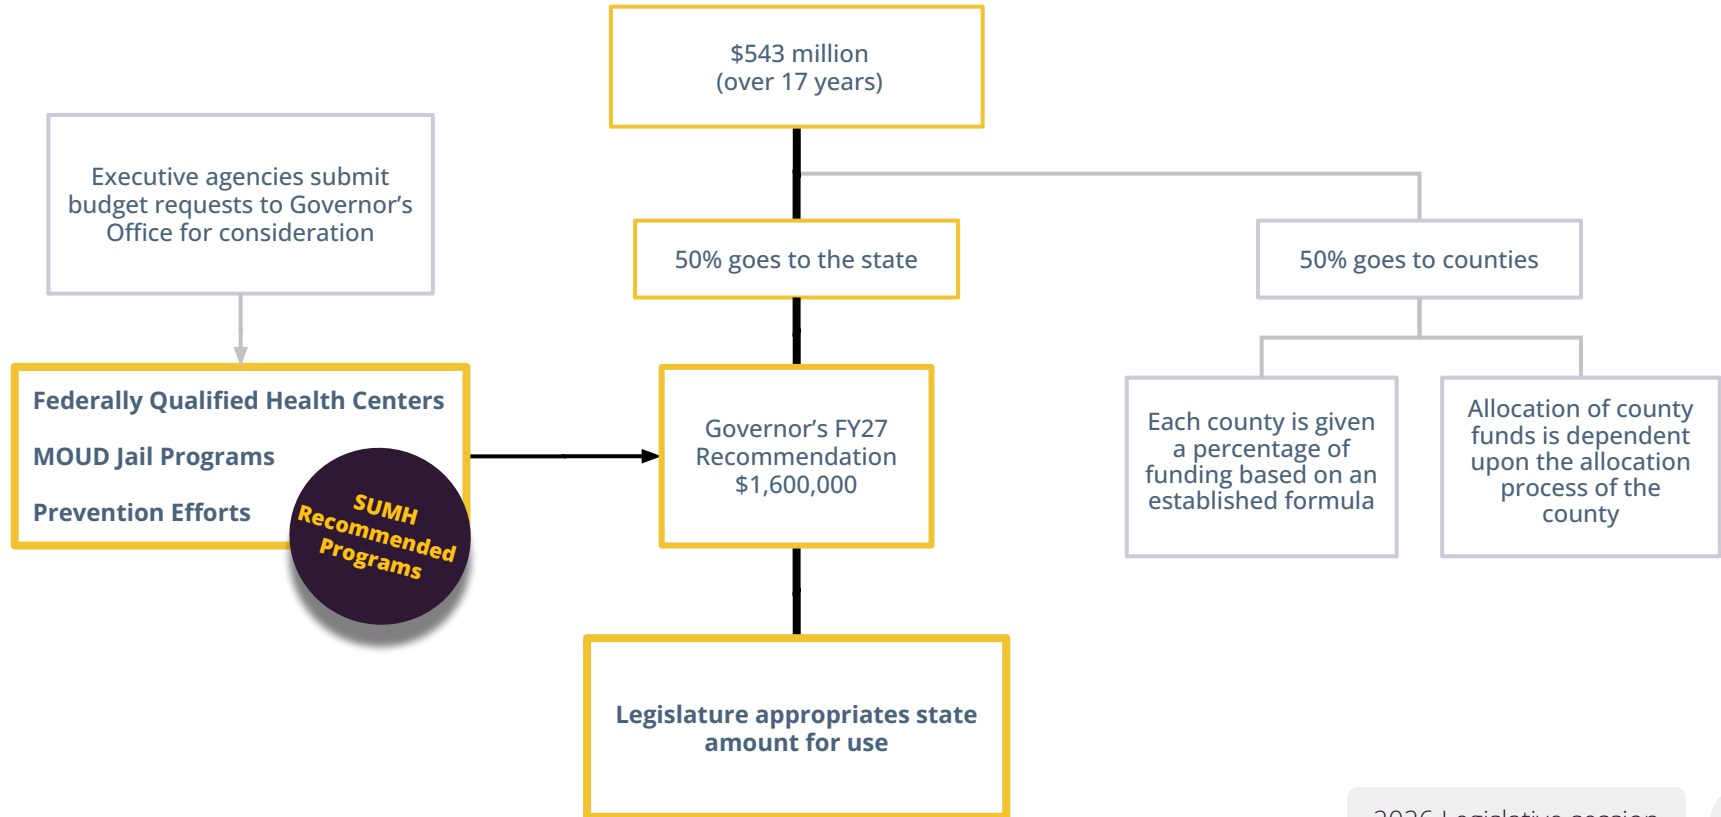 $543 million
(over 17 years)
Executive agencies submit
budget requests to Governor’s
Office for consideration
50% goes to the state
50% goes to counties
Federally Qualified Health Centers
MOUD Jail Programs
Prevention Efforts
SUMH
Recommended
Programs
Governor’s FY27
Recommendation
$1,600,000
Each county is given
a percentage of
funding based on an
established formula
Allocation of county
funds is dependent
upon the allocation
process of the
county
Legislature appropriates state
amount for use
2026 Legislative session